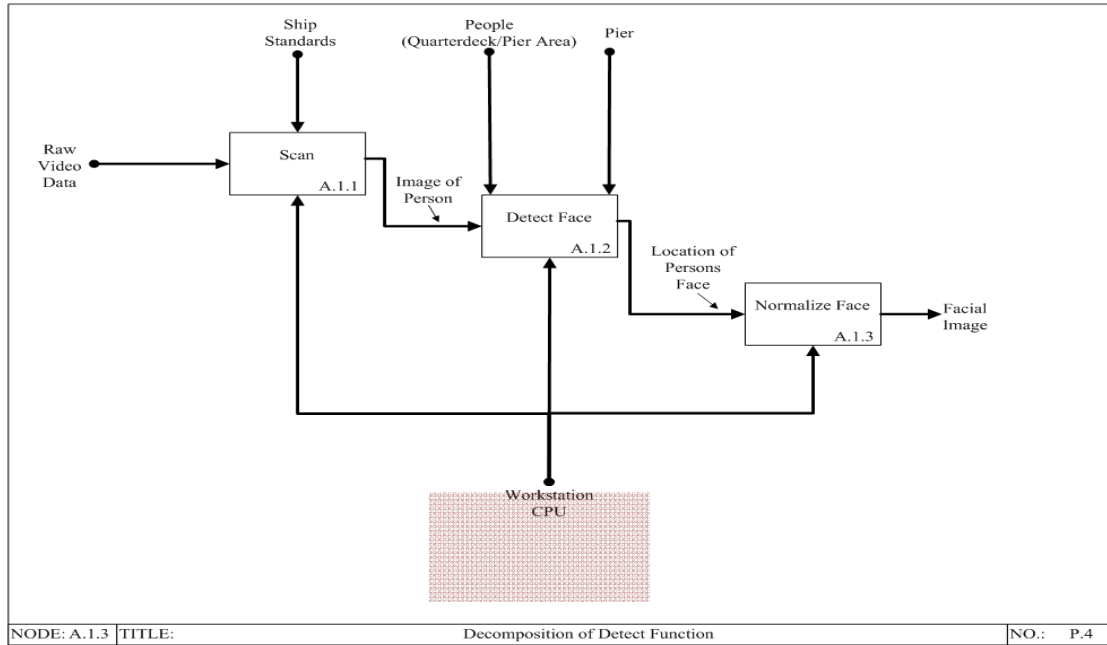 Ship
Standards
People
(Quarterdeck/Pier Area)
Pier
Raw
Video
Data
Scan
A.1.1
Image of
Person
Detect Face
A.1.2
Location of
Persons
Face
Normalize Face
A.1.3
Facial
Image
Workstation
CPU
NODE: A.1.3 TITLE: Decomposition of Detect Function NO.: P.4